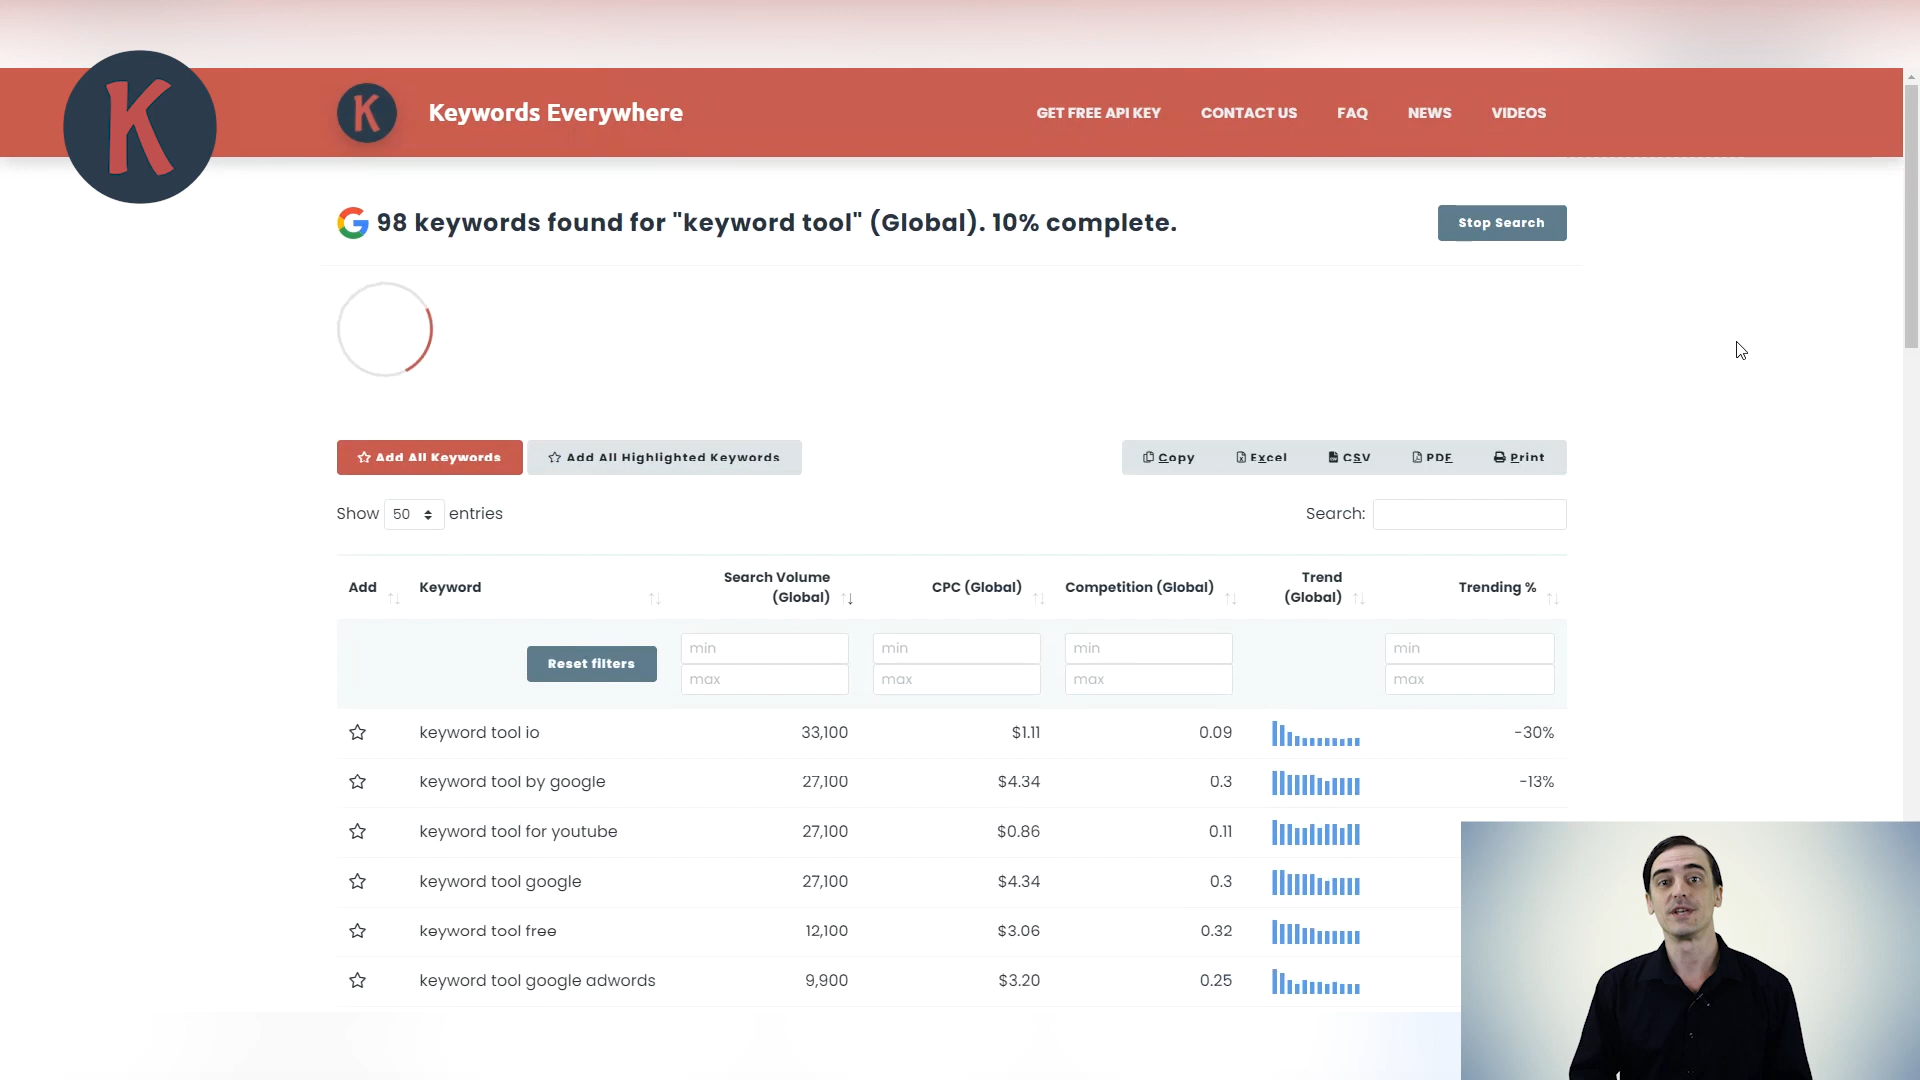 K
K
Keywords Everywhere
GET FREE API KEY
CONTACT US
FAQ
NEWS
VIDEOS
98 keywords found for "keyword tool" (Global). 10% complete.
Stop Search
Add All Keywords
Add All Highlighted Keywords
Copy
Excel
CSV
PDF
Print
Show 50 entries
Search:
Add
Keyword
Search Volume
(Global)
CPC (Global)
Competition (Global)
Trend
(Global)
Trending %
Reset filters
min
min
min
min
max
max
max
max
keyword tool io 33,100 $1.11 0.09 -30%
keyword tool by google 27,100 $4.34 0.3 -13%
keyword tool for youtube 27,100 $0.86 0.11
keyword tool google 27,100 $4.34 0.3
keyword tool free 12,100 $3.06 0.32
keyword tool google adwords 9,900 $3.20 0.25